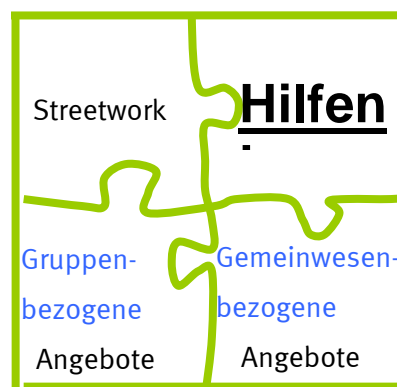 Streetwork
Hilfen
-
Gruppen-
bezogene
Angebote
Gemeinwesen-
bezogene
Angebote